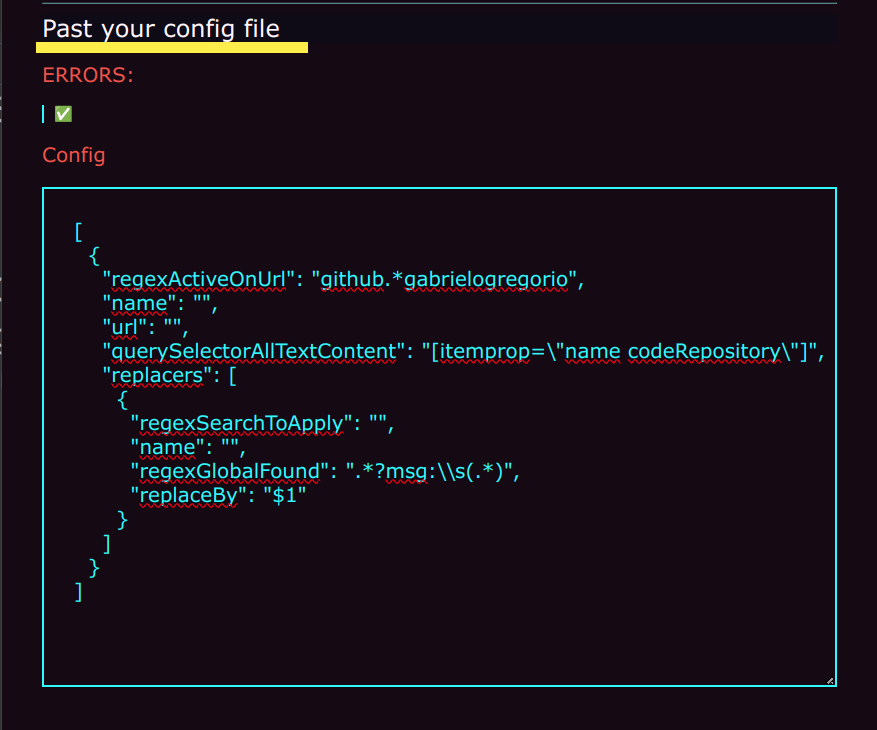 Past your config file
ERRORS:
| ✅
Config
[
{
"regexActiveOnUrl": "github.*gabrielogregorio",
"name": "",
"url": "",
"querySelectorAllTextContent": "[itemprop=\"name codeRepository\"]",
"replacers": [
{
"regexSearchToApply": "",
"name": "",
"regexGlobalFound": ".*?msg:\\s(.*)",
"replaceBy": "$1"
}
]
}
]